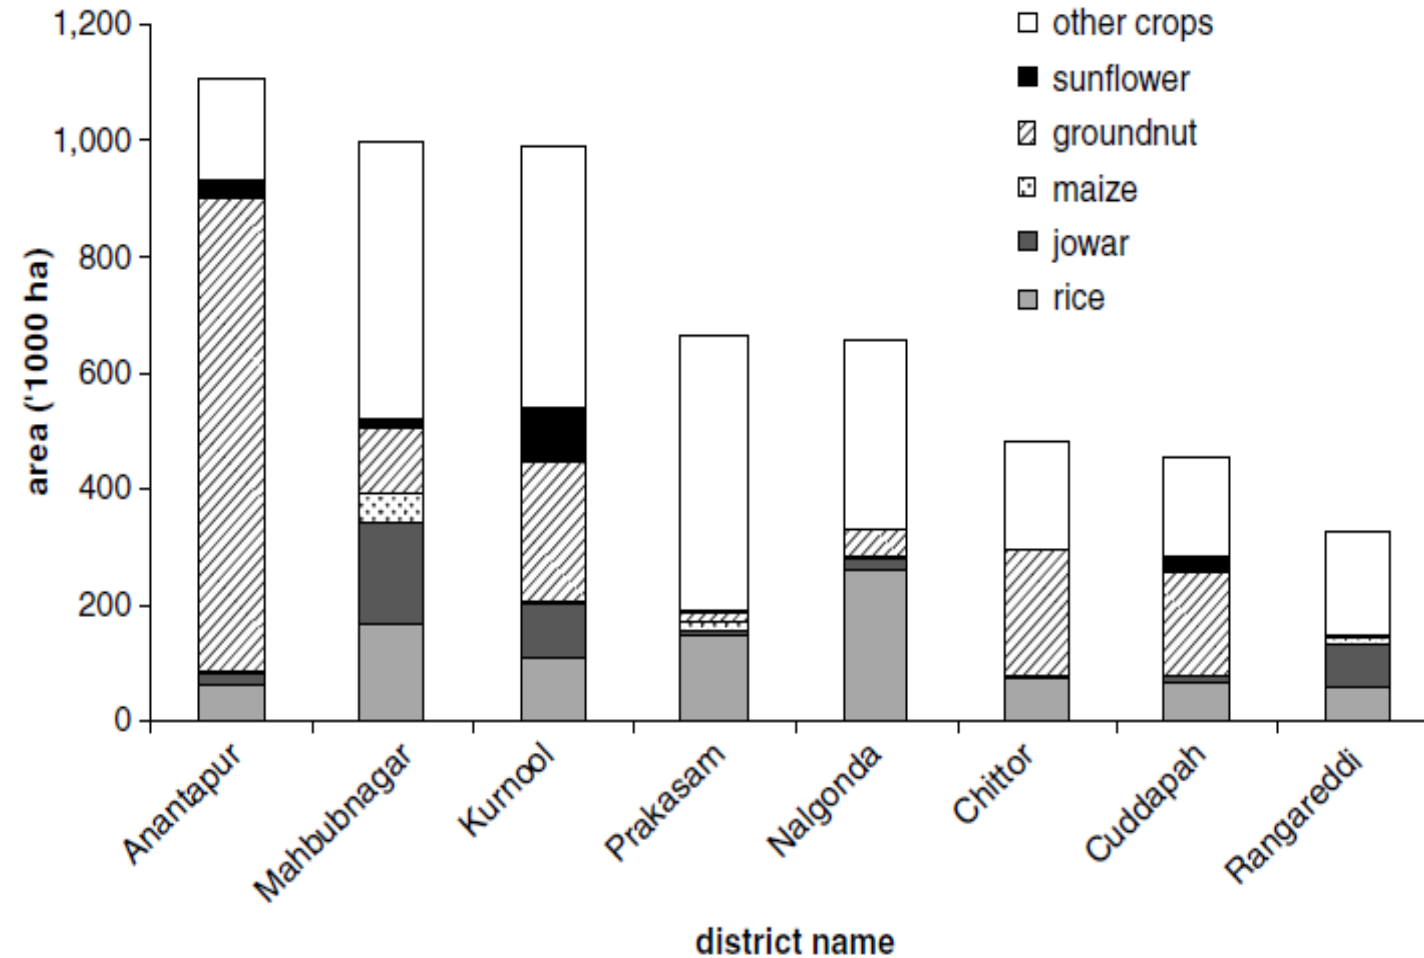 1,200
1,000
800
600
400
200
0
area ('1000 ha)
other crops
sunflower
groundnut
maize
jowar
rice
Anantapur
Mahbubnagar
Kurnool
Prakasam
Nalgonda
Chittor
Cuddapah
Rangareddi
district name